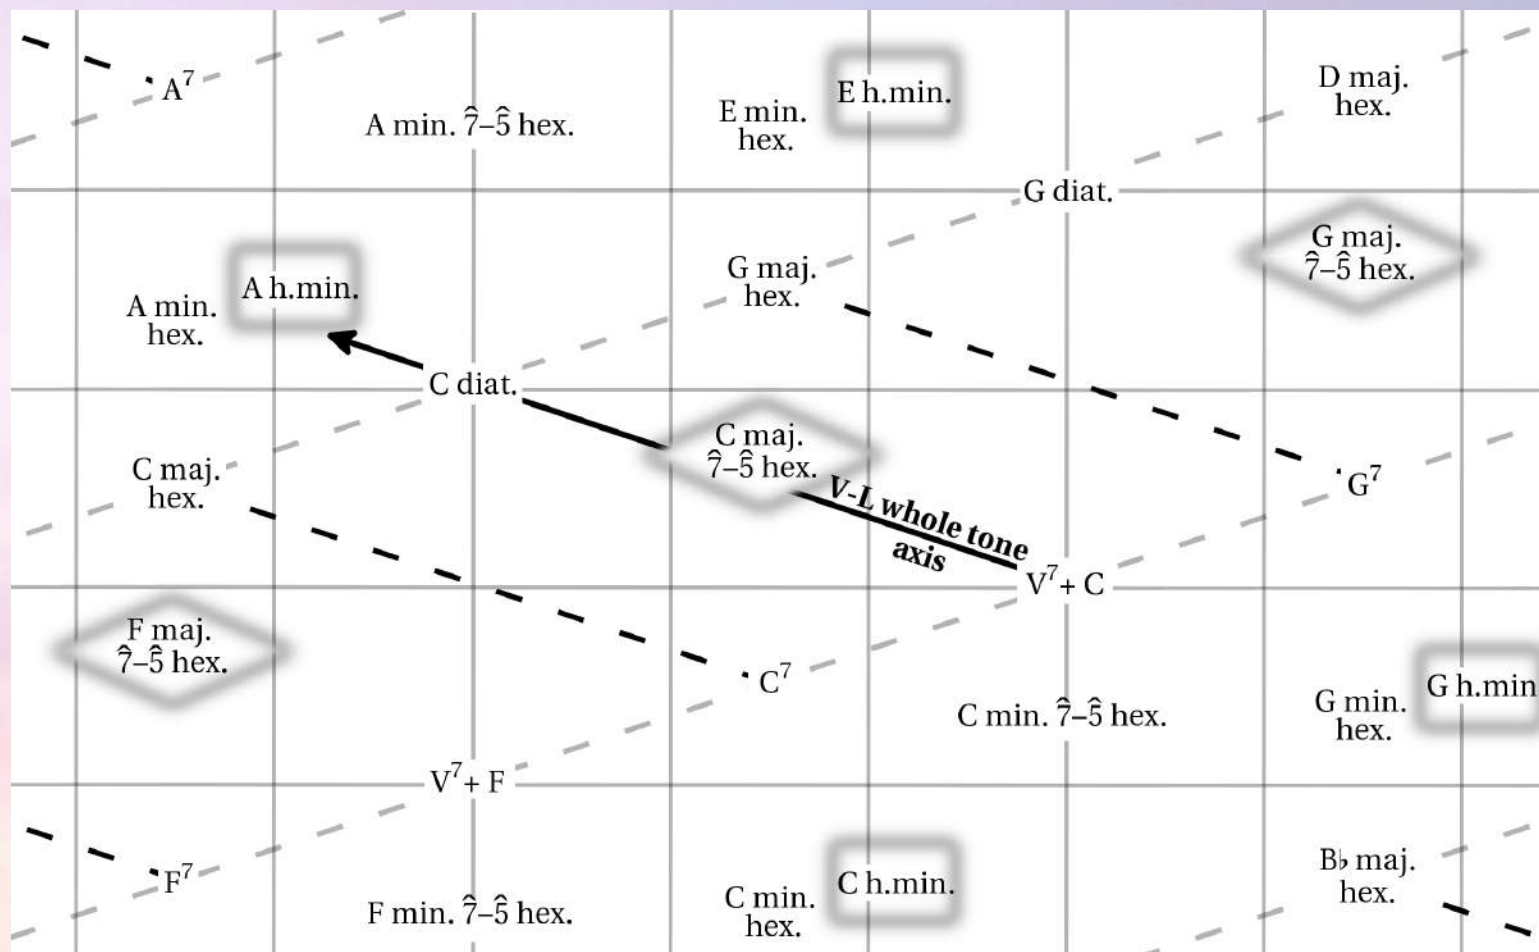 A⁷
A min. 7̂–5̂ hex.
E min.
hex.
E h.min.
D maj.
hex.
G diat.
A min.
hex.
A h.min.
G maj.
hex.
G maj.
7̂–5̂ hex.
C diat.
C maj.
hex.
C maj.
7̂–5̂ hex.
V-L whole tone
axis
G⁷
V⁷+ C
F maj.
7̂–5̂ hex.
C⁷
C min. 7̂–5̂ hex.
G min.
hex.
G h.min
V⁷+ F
F⁷
F min. 7̂–5̂ hex.
C min.
hex.
C h.min.
B♭ maj.
hex.